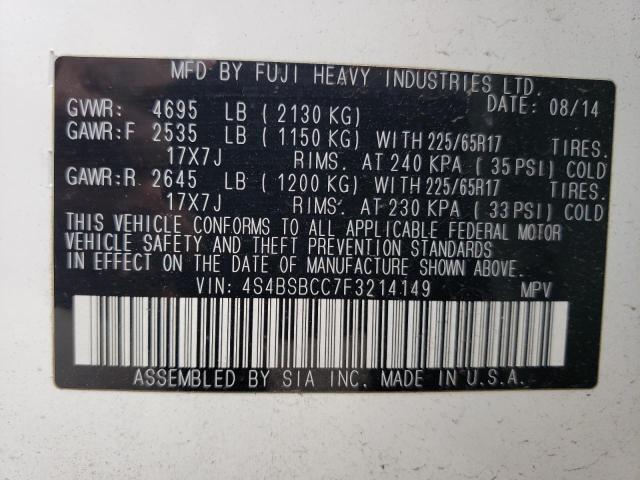 MFD BY FUJI HEAVY INDUSTRIES LTD.
GVWR: 4695 LB ( 2130 KG) DATE: 08/14
GAWR:F 2535 LB ( 1150 KG) WITH 225/65R17 TIRES.
17X7J RIMS. AT 240 KPA ( 35 PSI) COLD
GAWR:R 2645 LB ( 1200 KG) WITH 225/65R17 TIRES.
17X7J RIMS. AT 230 KPA ( 33 PSI) COLD
THIS VEHICLE CONFORMS TO ALL APPLICABLE FEDERAL MOTOR
VEHICLE SAFETY AND THEFT PREVENTION STANDARDS
IN EFFECT ON THE DATE OF MANUFACTURE SHOWN ABOVE.
VIN: 4S4BSBCC7F3214149 MPV
ASSEMBLED BY SIA INC. MADE IN U.S.A.